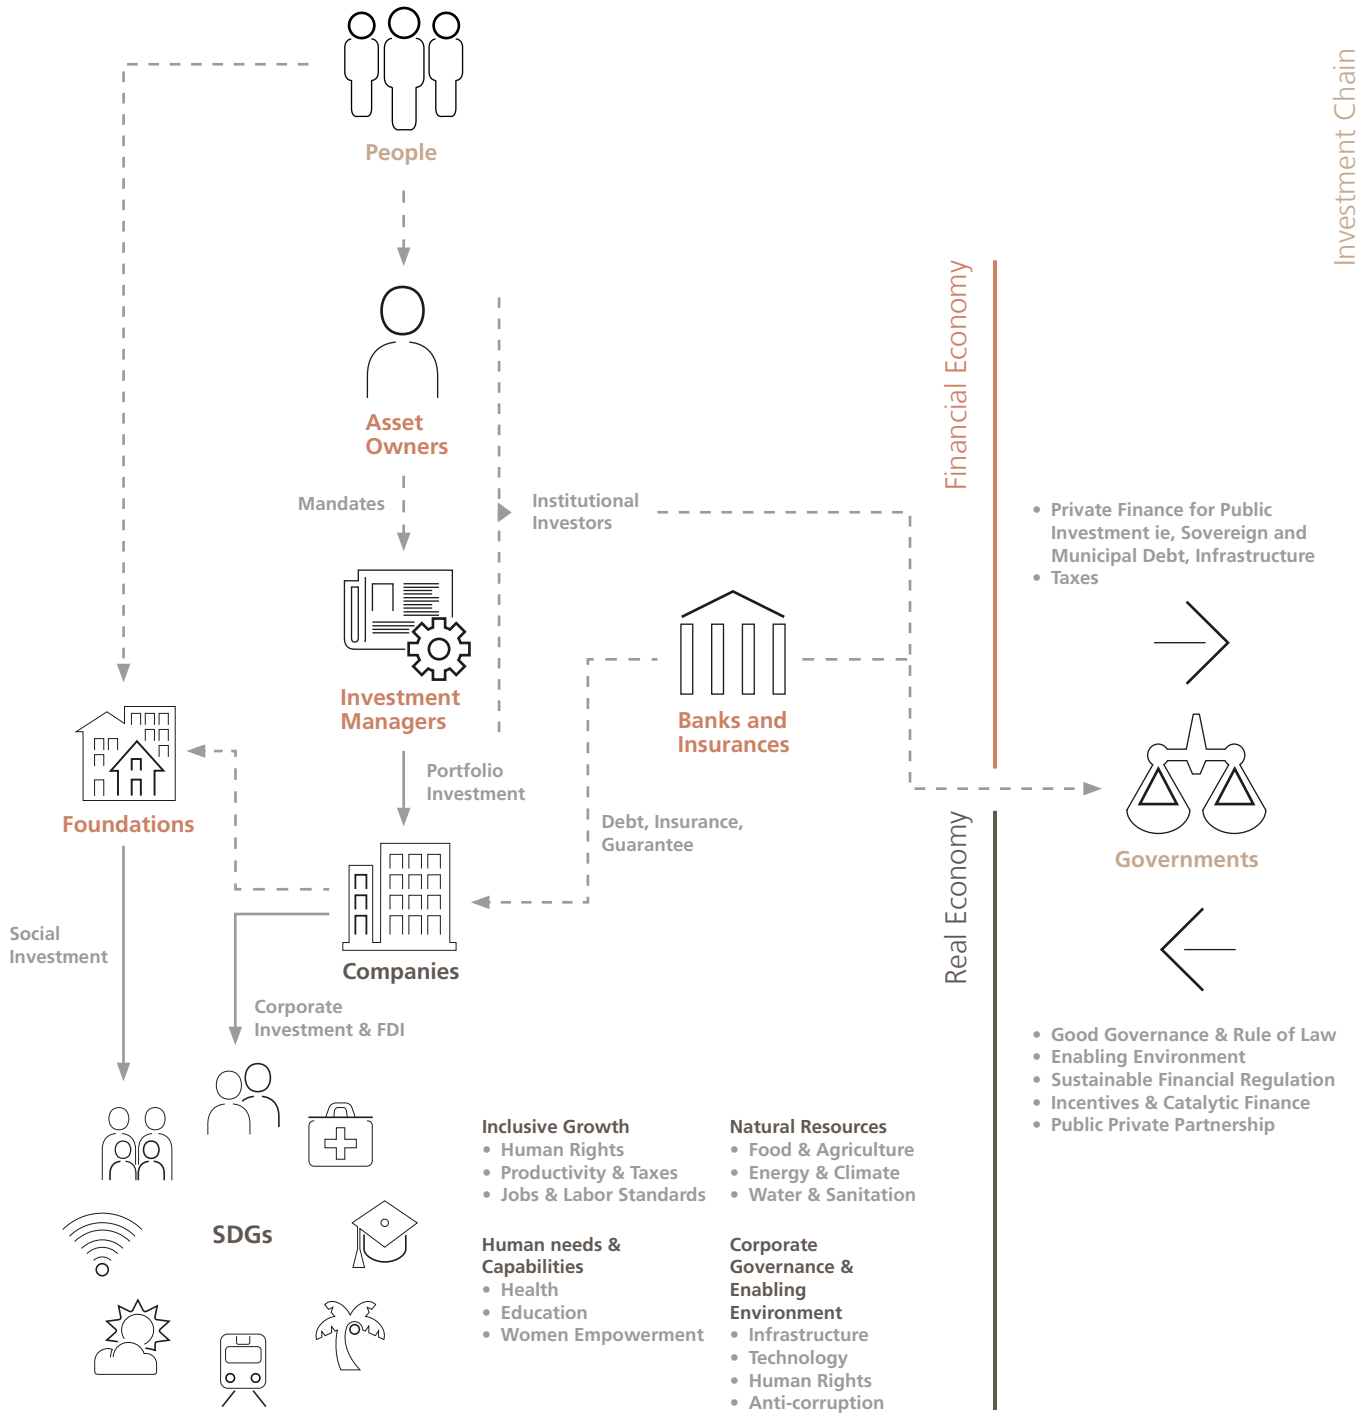 Investment Chain
People
Financial Economy
Asset
Owners
Mandates
Institutional
Investors
• Private Finance for Public
Investment ie, Sovereign and
Municipal Debt, Infrastructure
• Taxes
Investment
Managers
Banks and
Insurances
Portfolio
Investment
Foundations
Debt, Insurance,
Guarantee
Real Economy
Governments
Social
Investment
Companies
Corporate
Investment & FDI
• Good Governance & Rule of Law
• Enabling Environment
• Sustainable Financial Regulation
• Incentives & Catalytic Finance
• Public Private Partnership
SDGs
Inclusive Growth
• Human Rights
• Productivity & Taxes
• Jobs & Labor Standards
Natural Resources
• Food & Agriculture
• Energy & Climate
• Water & Sanitation
Human needs &
Capabilities
• Health
• Education
• Women Empowerment
Corporate
Governance &
Enabling
Environment
• Infrastructure
• Technology
• Human Rights
• Anti-corruption